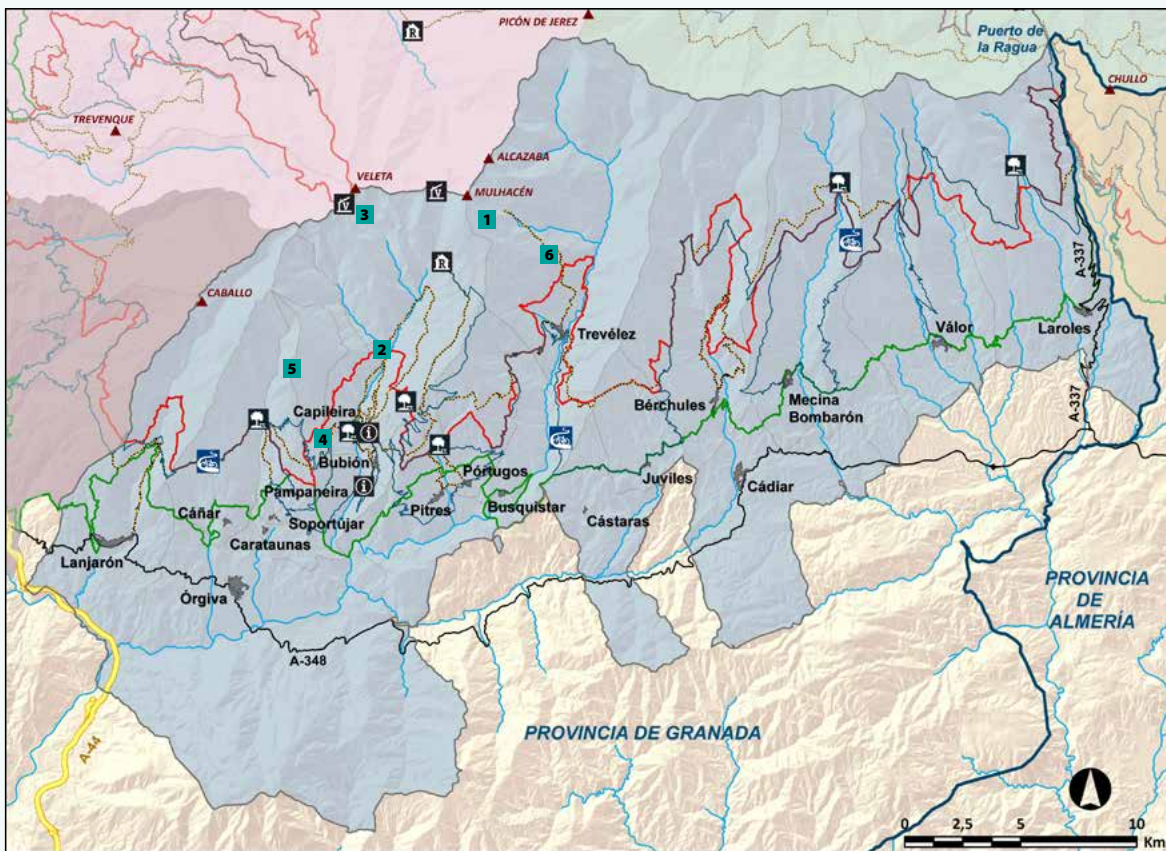 PICÓN DE JEREZ
R
Puerto de
la Ragua
CHULLO
TREVENQUE
ALCAZABA
VELETA
MULHACÉN
V
V
3
1
6
R
CABALLO
A-337
Trevélez
Válor
Laroles
2
5
Bérchules
Mecina
Bombarón
A-337
Capileira
4
i
Bubión
Pórtugos
Juviles
Cádiar
Pampaneira
i
Busquístar
Cáñar
Soportújar
Pitres
Cástaras
Carataunas
Lanjarón
Órgiva
PROVINCIA
DE
ALMERÍA
A-348
PROVINCIA DE GRANADA
A-44
0 2,5 5 10
Km